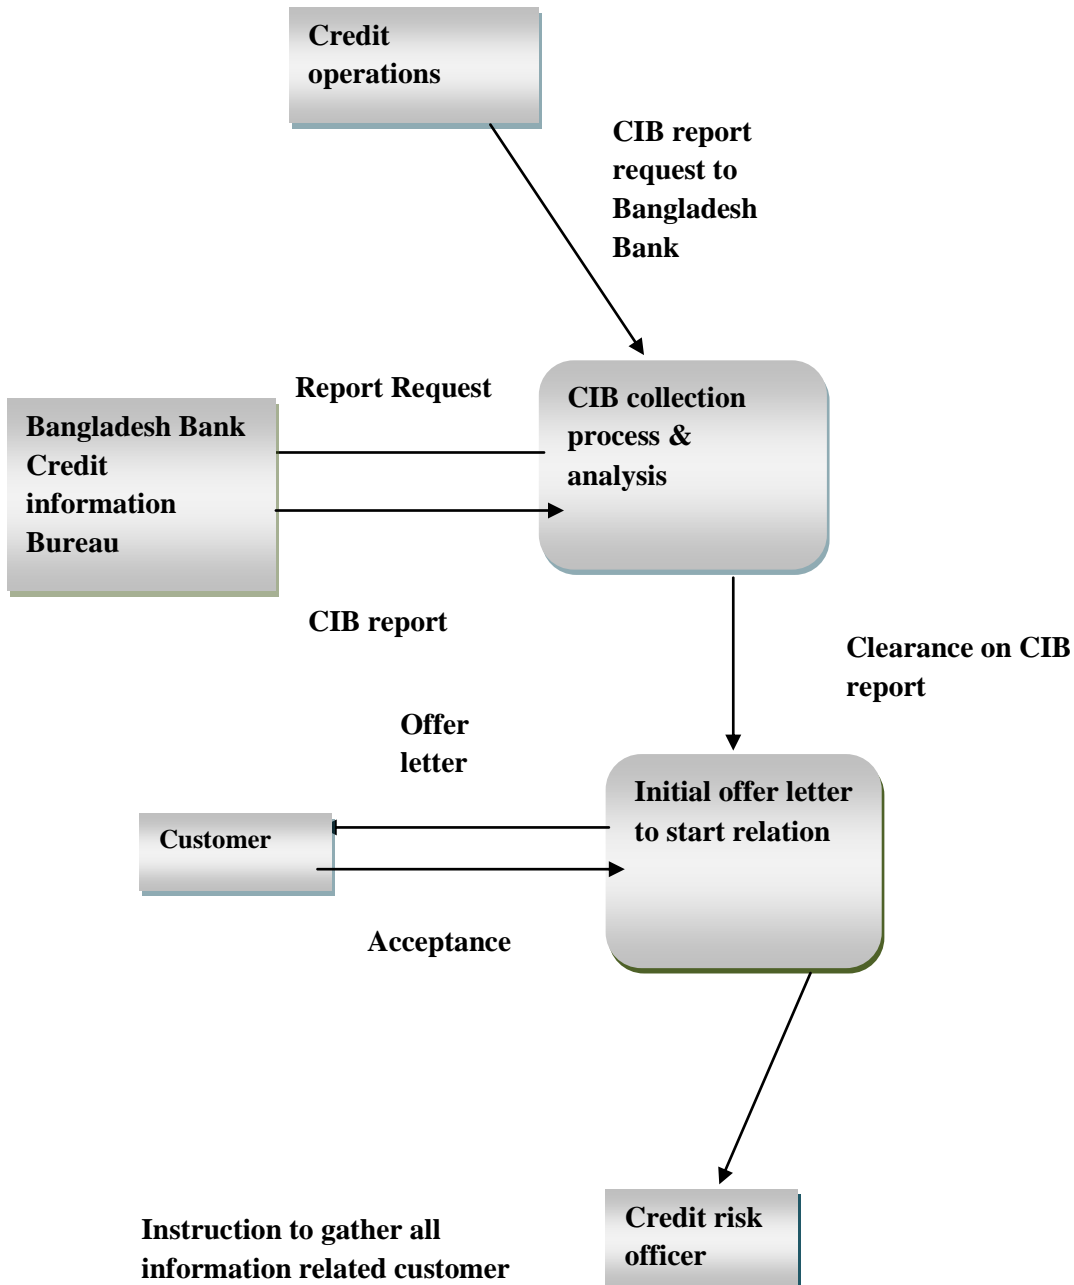 Credit
operations
CIB report
request to
Bangladesh
Bank
Report Request
CIB collection
process &
analysis
Bangladesh Bank
Credit
information
Bureau
CIB report
Clearance on CIB
report
Offer
letter
Initial offer letter
to start relation
Customer
Acceptance
Credit risk
officer
Instruction to gather all
information related customer